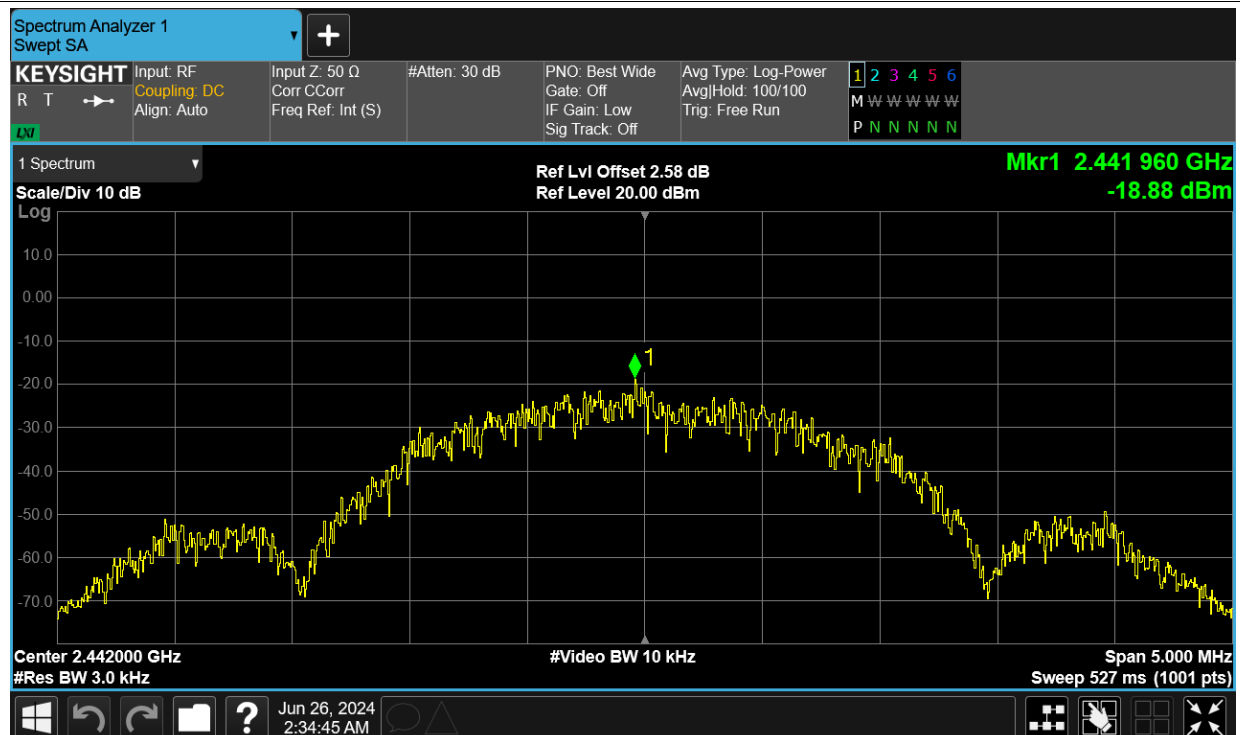 Spectrum Analyzer 1
Swept SA
KEYSIGHT
R T
LXI
Input: RF
Coupling: DC
Align: Auto
Input Z: 50 Ω
Corr CCorr
Freq Ref: Int (S)
#Atten: 30 dB
PNO: Best Wide
Gate: Off
IF Gain: Low
Sig Track: Off
Avg Type: Log-Power
Avg|Hold: 100/100
Trig: Free Run
1 2 3 4 5 6
M W W W W W
P N N N N N
1 Spectrum
Scale/Div 10 dB
Ref Lvl Offset 2.58 dB
Ref Level 20.00 dBm
Mkr1 2.441 960 GHz
-18.88 dBm
Log
10.0
0.00
-10.0
-20.0
-30.0
-40.0
-50.0
-60.0
-70.0
1
Center 2.442000 GHz
#Res BW 3.0 kHz
#Video BW 10 kHz
Span 5.000 MHz
Sweep 527 ms (1001 pts)
?
Jun 26, 2024
2:34:45 AM